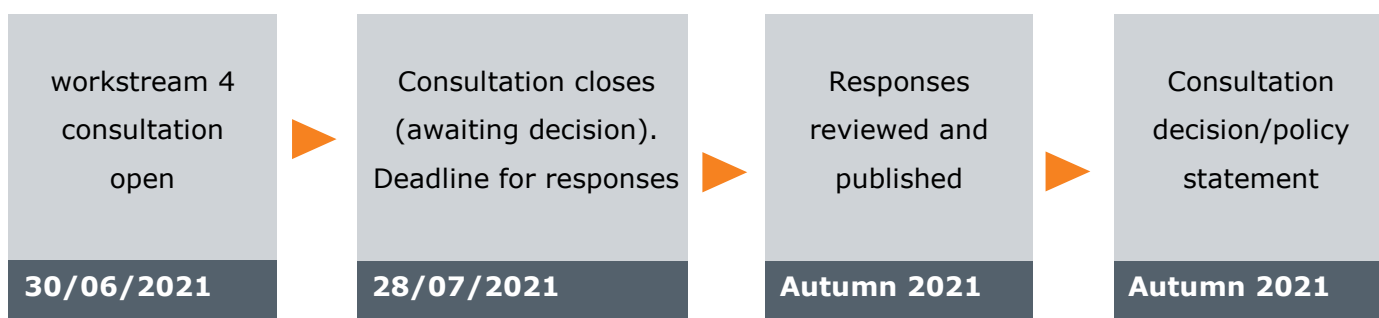 workstream 4
consultation
open
30/06/2021
Consultation closes
(awaiting decision).
Deadline for responses
28/07/2021
Responses
reviewed and
published
Autumn 2021
Consultation
decision/policy
statement
Autumn 2021